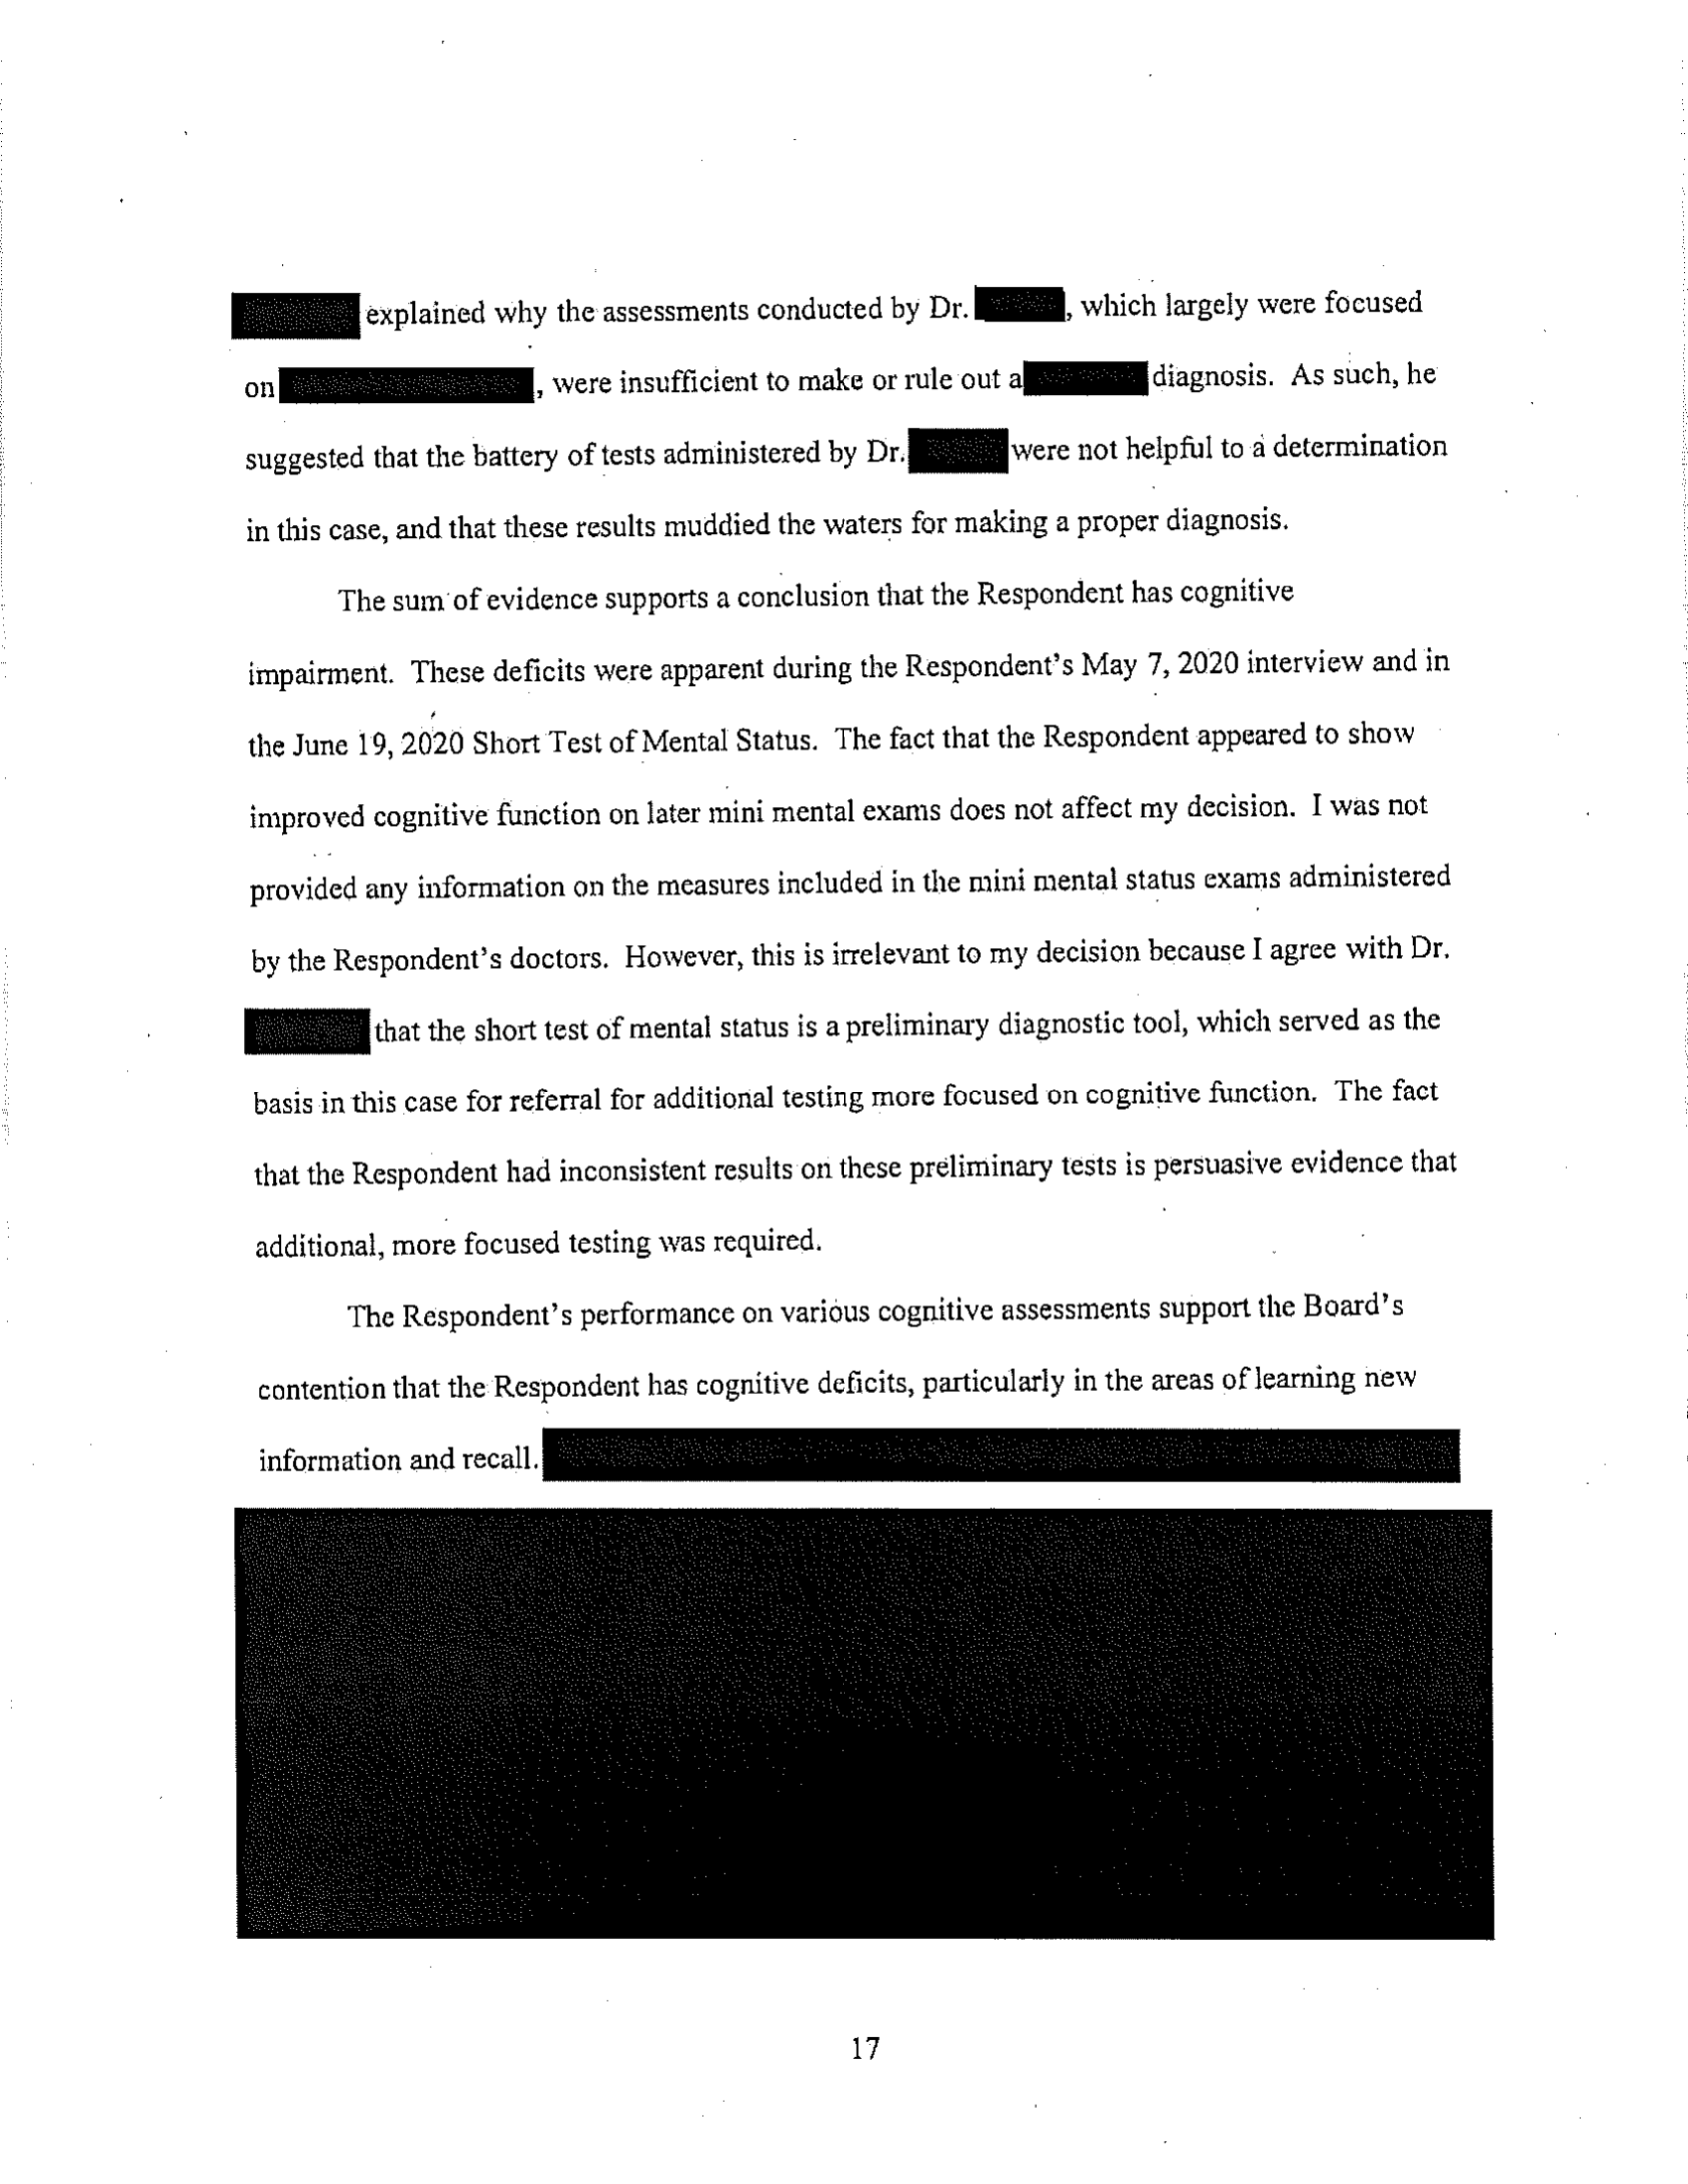 explained why the assessments conducted by Dr. , which largely were focused
on , were insufficient to make or rule out a diagnosis. As such, he
suggested that the battery of tests administered by Dr. were not helpful to a determination
in this case, and that these results muddied the waters for making a proper diagnosis.
The sum of evidence supports a conclusion that the Respondent has cognitive
impairment. These deficits were apparent during the Respondent's May 7, 2020 interview and in
the June 19, 2020 Short Test of Mental Status. The fact that the Respondent appeared to show
improved cognitive function on later mini mental exams does not affect my decision. I was not
provided any information on the measures included in the mini mental status exams administered
by the Respondent's doctors. However, this is irrelevant to my decision because I agree with Dr.
that the short test of mental status is a preliminary diagnostic tool, which served as the
basis in this case for referral for additional testing more focused on cognitive function. The fact
that the Respondent had inconsistent results on these preliminary tests is persuasive evidence that
additional, more focused testing was required.
The Respondent's performance on various cognitive assessments support the Board's
contention that the Respondent has cognitive deficits, particularly in the areas of learning new
information and recall.
17